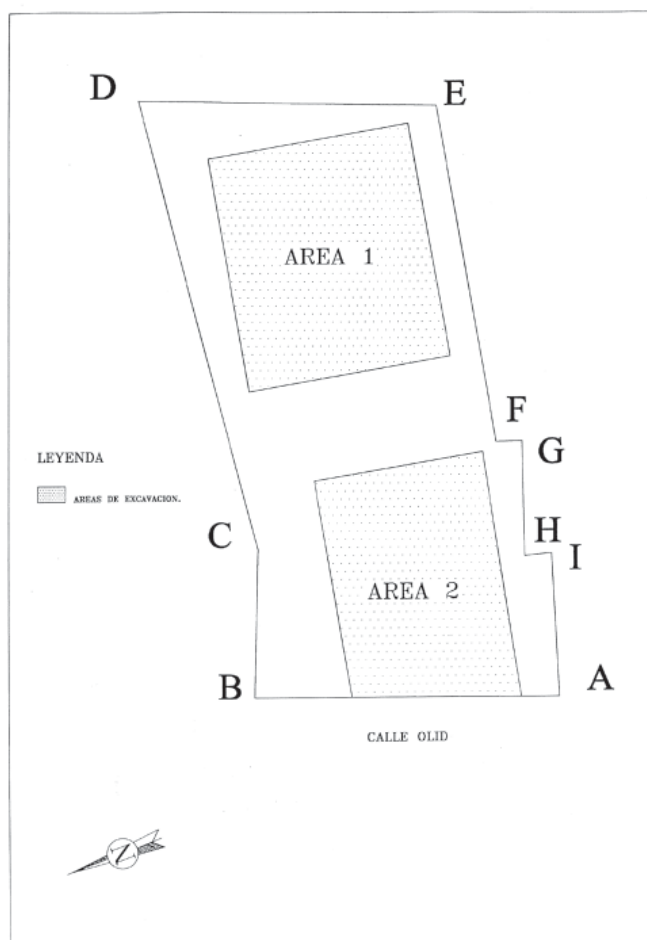 D
E
AREA 1
F
G
LEYENDA
AREAS DE EXCAVACION.
C
H
I
AREA 2
B
A
CALLE OLID
N